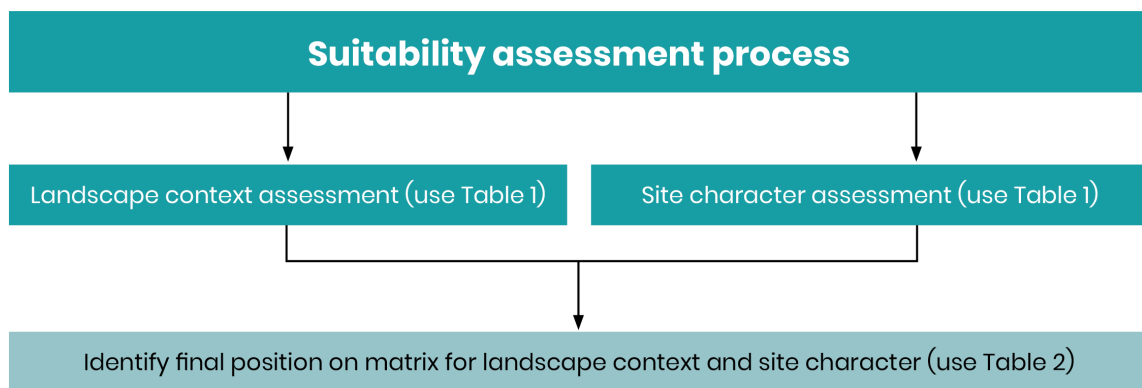 Suitability assessment process
Landscape context assessment (use Table 1)
Site character assessment (use Table 1)
Identify final position on matrix for landscape context and site character (use Table 2)